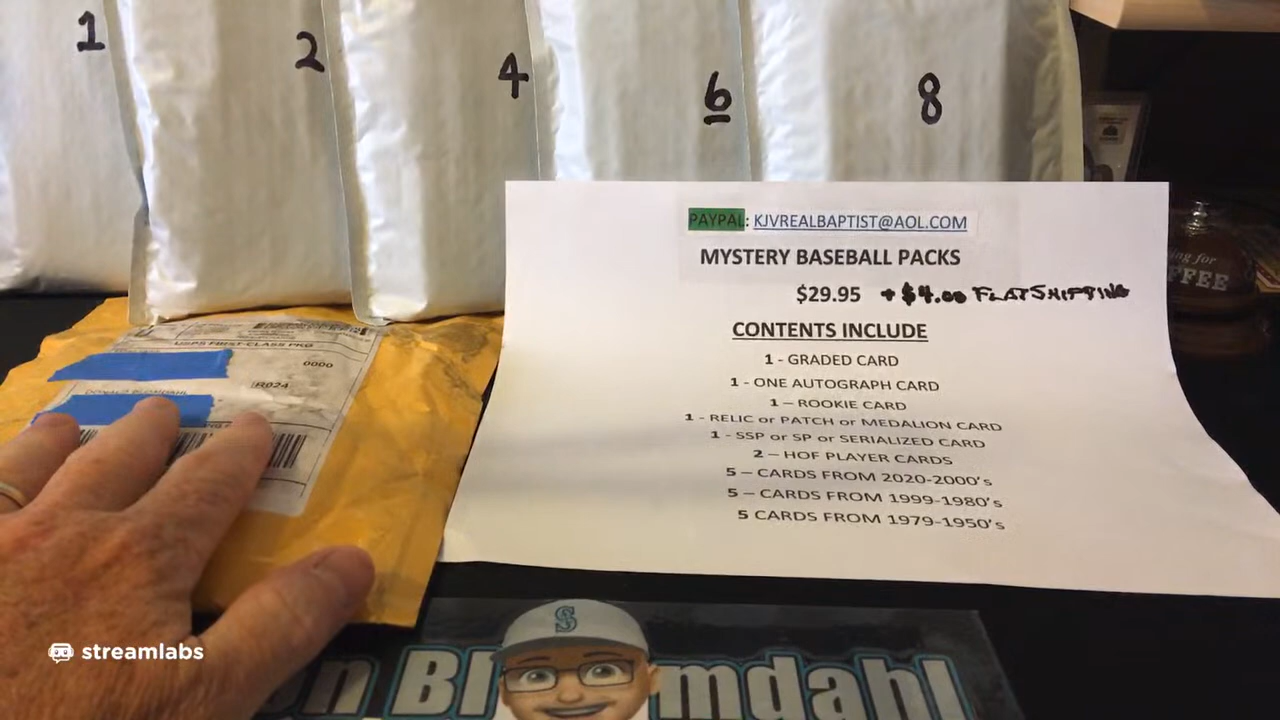 1
2
4
6
8
PAYPAL: KJVREALBAPTIST@AOL.COM
MYSTERY BASEBALL PACKS
$29.95 + $4.00 FLAT SHIPPING
CONTENTS INCLUDE
1 - GRADED CARD
1 - ONE AUTOGRAPH CARD
1 – ROOKIE CARD
1 - RELIC or PATCH or MEDALION CARD
1 - SSP or SP or SERIALIZED CARD
2 – HOF PLAYER CARDS
5 – CARDS FROM 2020-2000's
5 – CARDS FROM 1999-1980's
5 CARDS FROM 1979-1950's
USPS FIRST-CLASS PKG
0000
R024
FFEE
S
mdahl
streamlabs